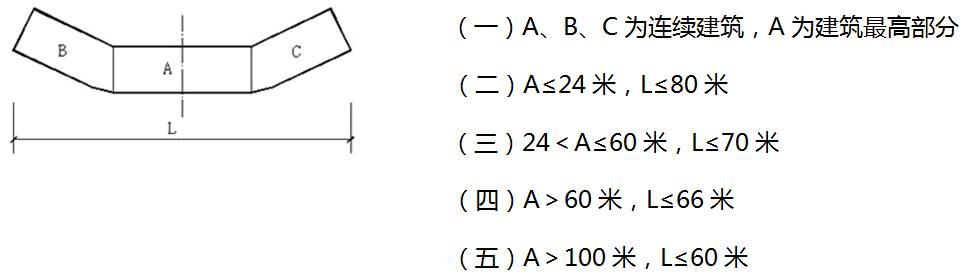 B
A
C
L
（一）A、B、C 为连续建筑，A 为建筑最高部分
（二）A≤24 米，L≤80 米
（三）24＜A≤60 米，L≤70 米
（四）A＞60 米，L≤66 米
（五）A＞100 米，L≤60 米